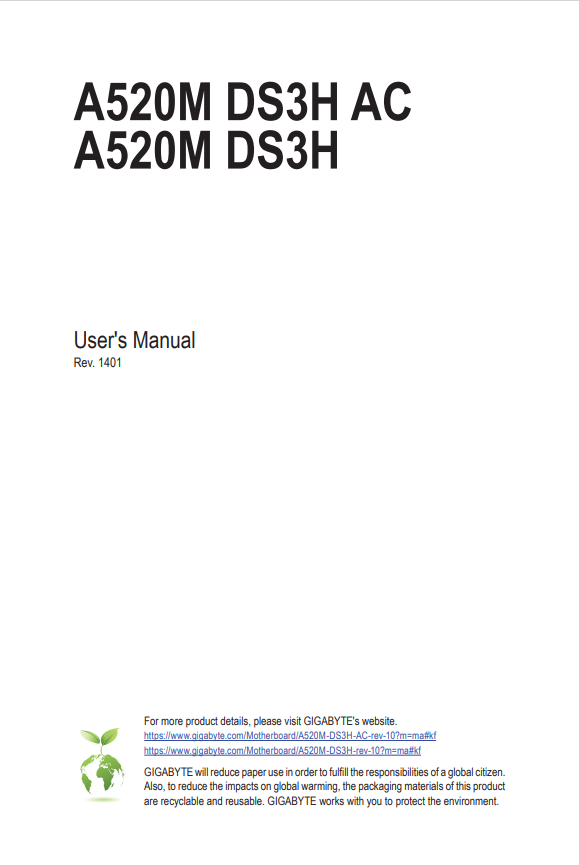 A520M DS3H AC
A520M DS3H
User's Manual
Rev. 1401
For more product details, please visit GIGABYTE's website.
https://www.gigabyte.com/Motherboard/A520M-DS3H-AC-rev-10?m=ma#kf
https://www.gigabyte.com/Motherboard/A520M-DS3H-rev-10?m=ma#kf
GIGABYTE will reduce paper use in order to fulfill the responsibilities of a global citizen.
Also, to reduce the impacts on global warming, the packaging materials of this product
are recyclable and reusable. GIGABYTE works with you to protect the environment.